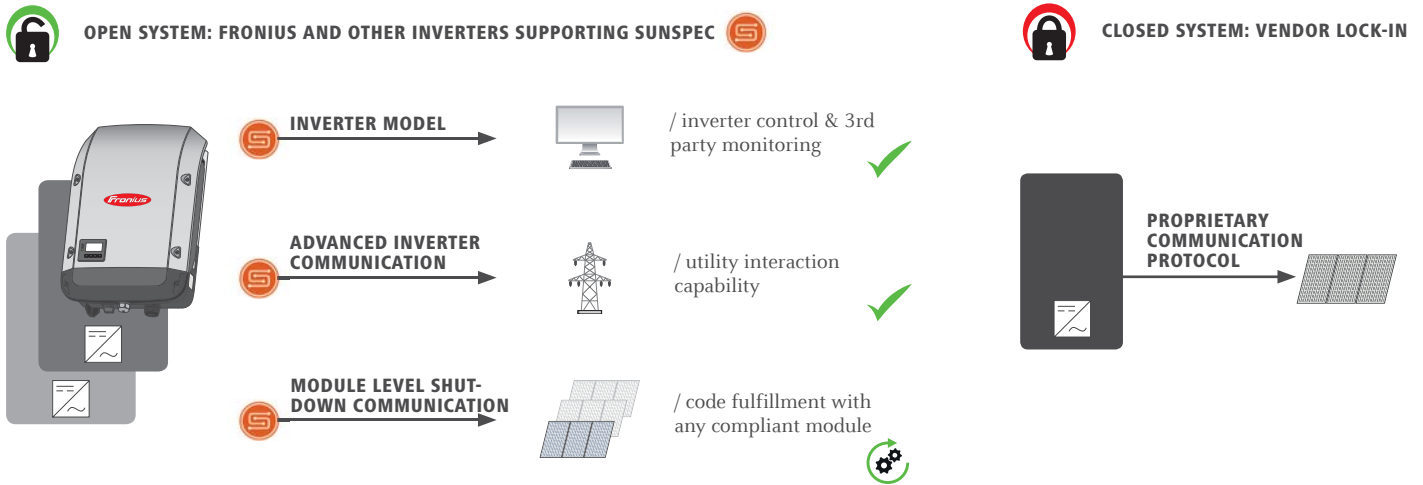 OPEN SYSTEM: FRONIUS AND OTHER INVERTERS SUPPORTING SUNSPEC
CLOSED SYSTEM: VENDOR LOCK-IN
INVERTER MODEL
/ inverter control & 3rd
party monitoring
Fronius
ADVANCED INVERTER
COMMUNICATION
/ utility interaction
capability
MODULE LEVEL SHUT-
DOWN COMMUNICATION
/ code fulfillment with
any compliant module
PROPRIETARY
COMMUNICATION
PROTOCOL